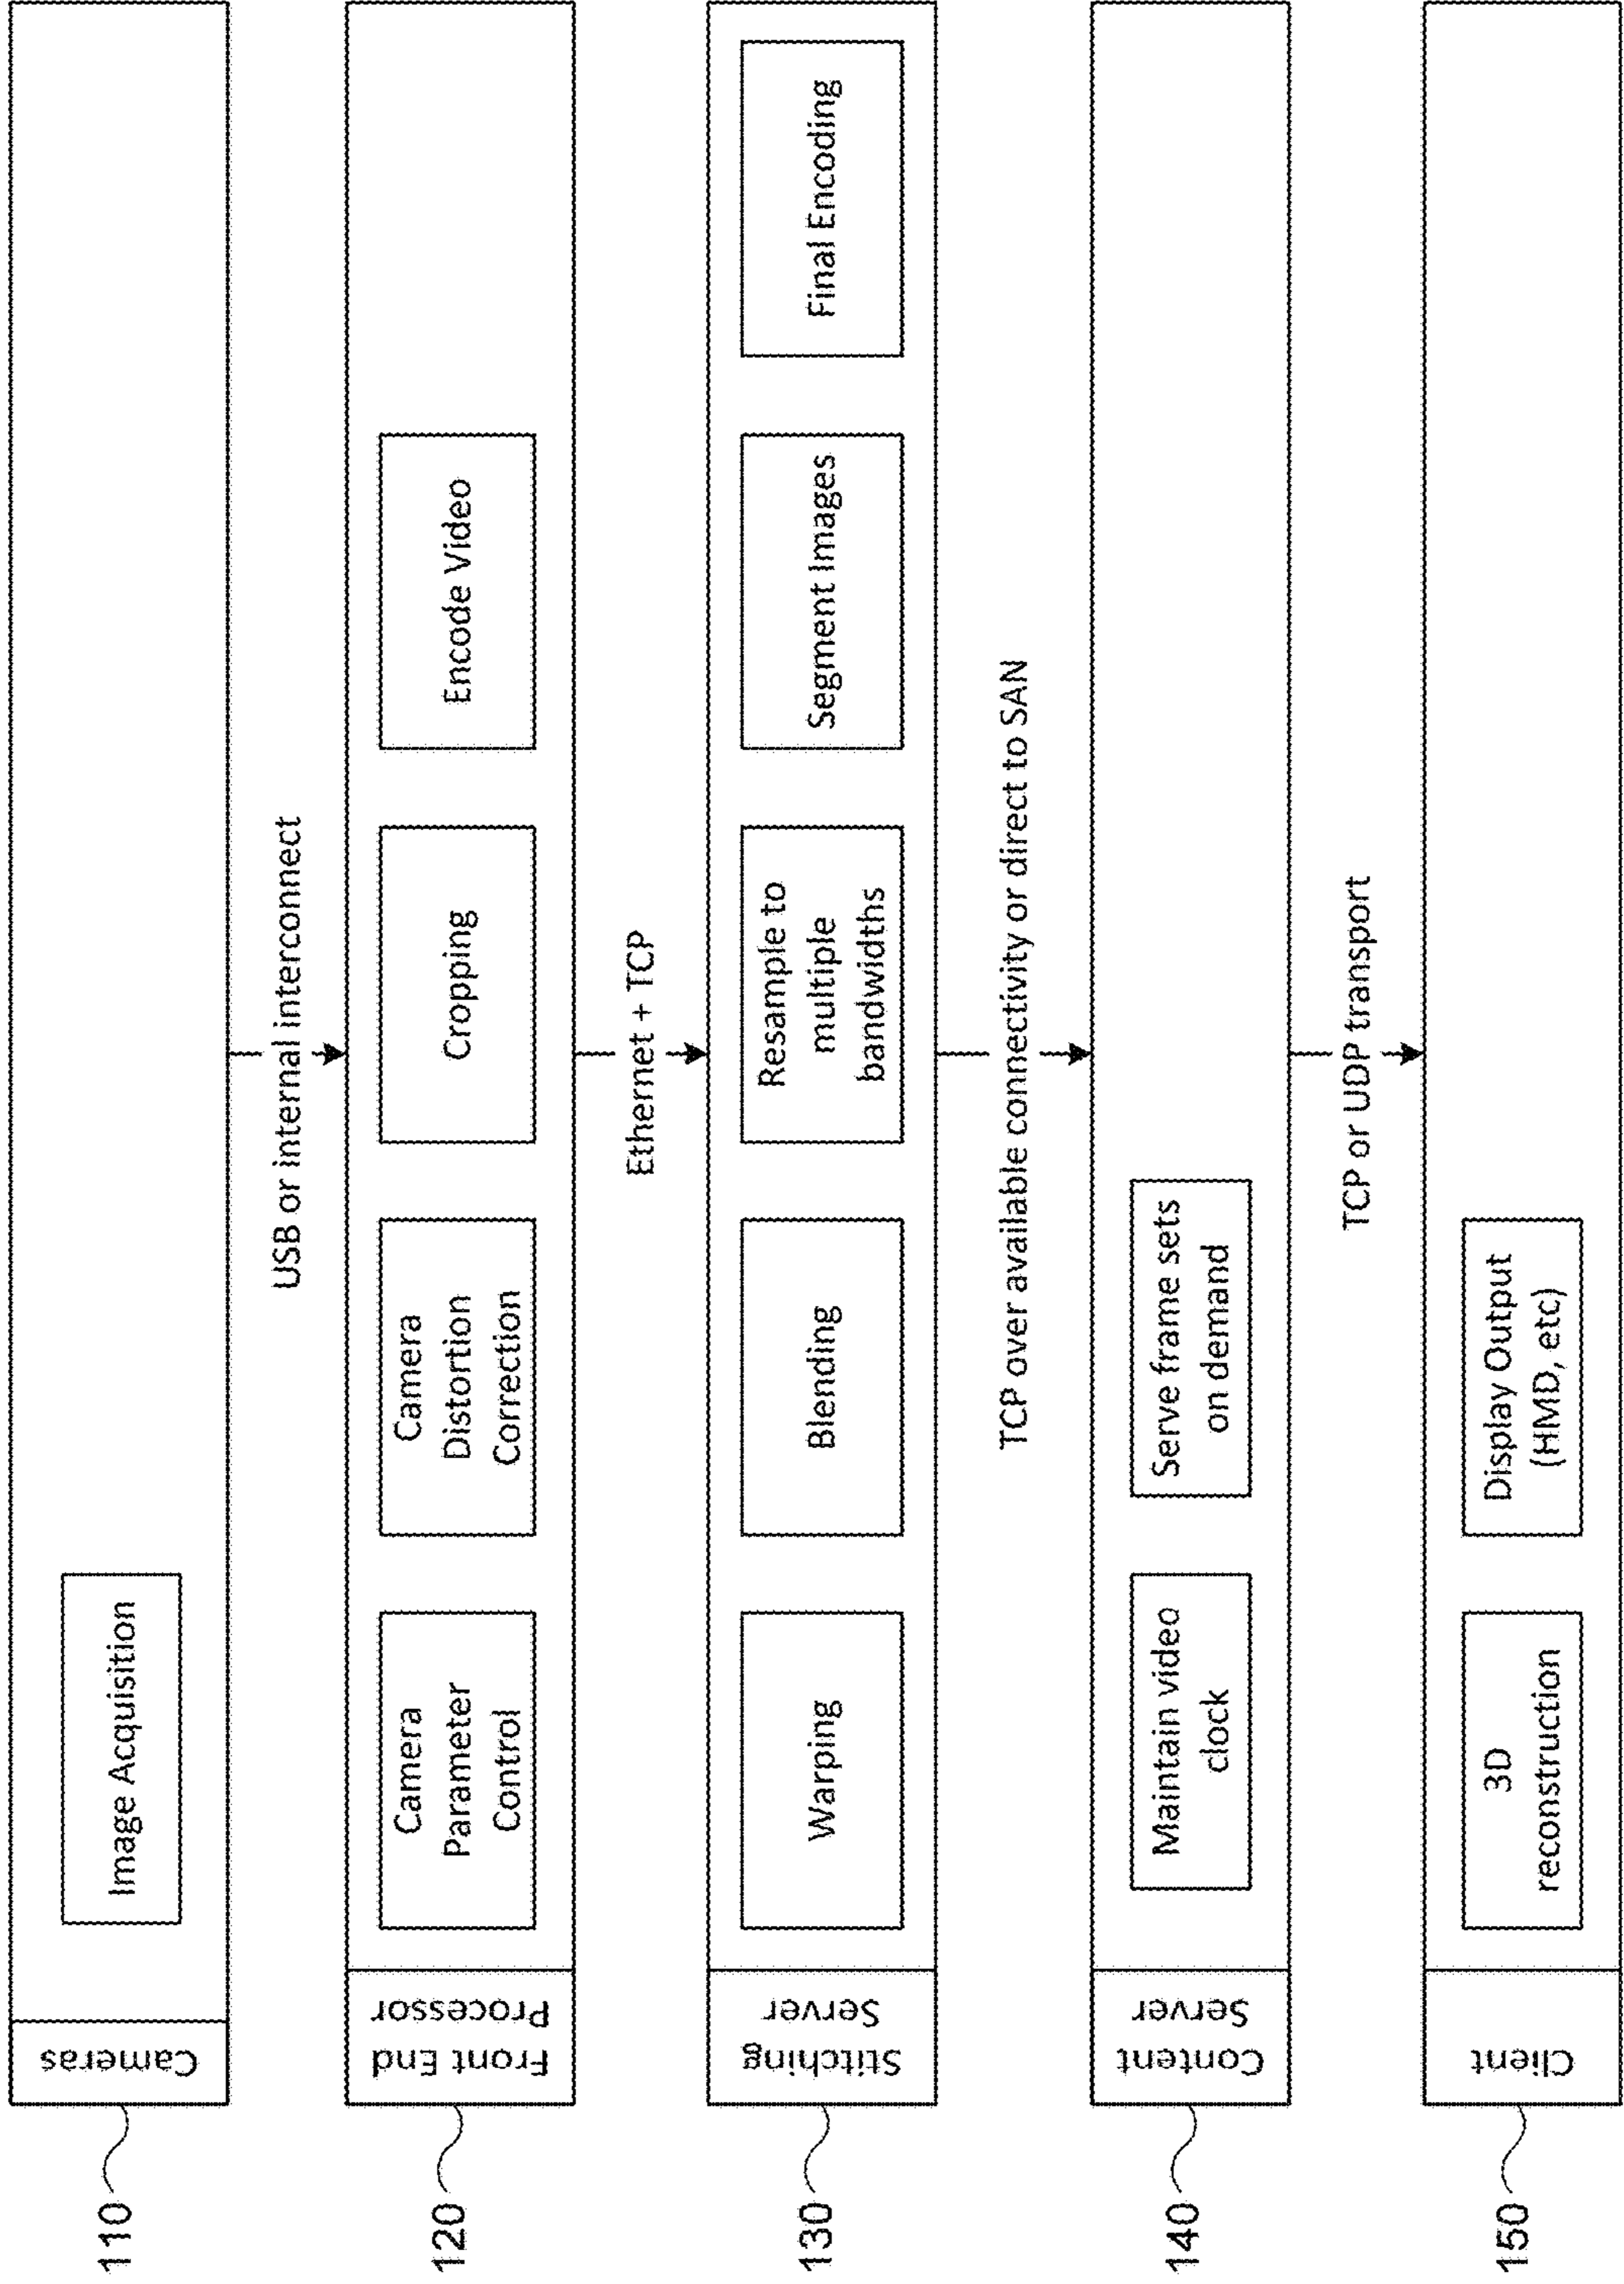 110
Cameras
Image Acquisition
USB or internal interconnect
120
Front End
Processor
Camera
Parameter
Control
Camera
Distortion
Correction
Cropping
Encode Video
Ethernet + TCP
130
Stitching
Server
Warping
Blending
Resample to
multiple
bandwidths
Segment Images
Final Encoding
TCP over available connectivity or direct to SAN
140
Content
Server
Maintain video
clock
Serve frame sets
on demand
TCP or UDP transport
150
Client
3D
reconstruction
Display Output
(HMD, etc)